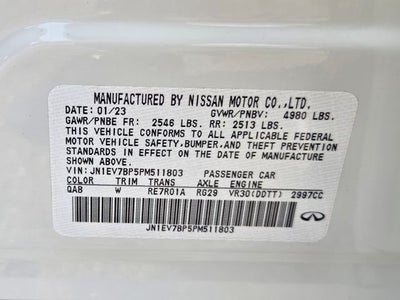 MANUFACTURED BY NISSAN MOTOR CO.,LTD.
DATE: 01/23 GVWR/PNBV: 4980 LBS.
GAWR/PNBE FR: 2546 LBS. RR: 2513 LBS.
THIS VEHICLE CONFORMS TO ALL APPLICABLE FEDERAL
MOTOR VEHICLE SAFETY,BUMPER,AND THEFT PREVENTION
STANDARDS IN EFFECT ON THE DATE OF MANUFACTURE
SHOWN ABOVE.
VIN: JN1EV7BP5PM511803 PASSENGER CAR
COLOR TRIM TRANS AXLE ENGINE
QAB W RE7R01A RG29 VR30(DDTT) 2997CC
JN1EV7BP5PM511803